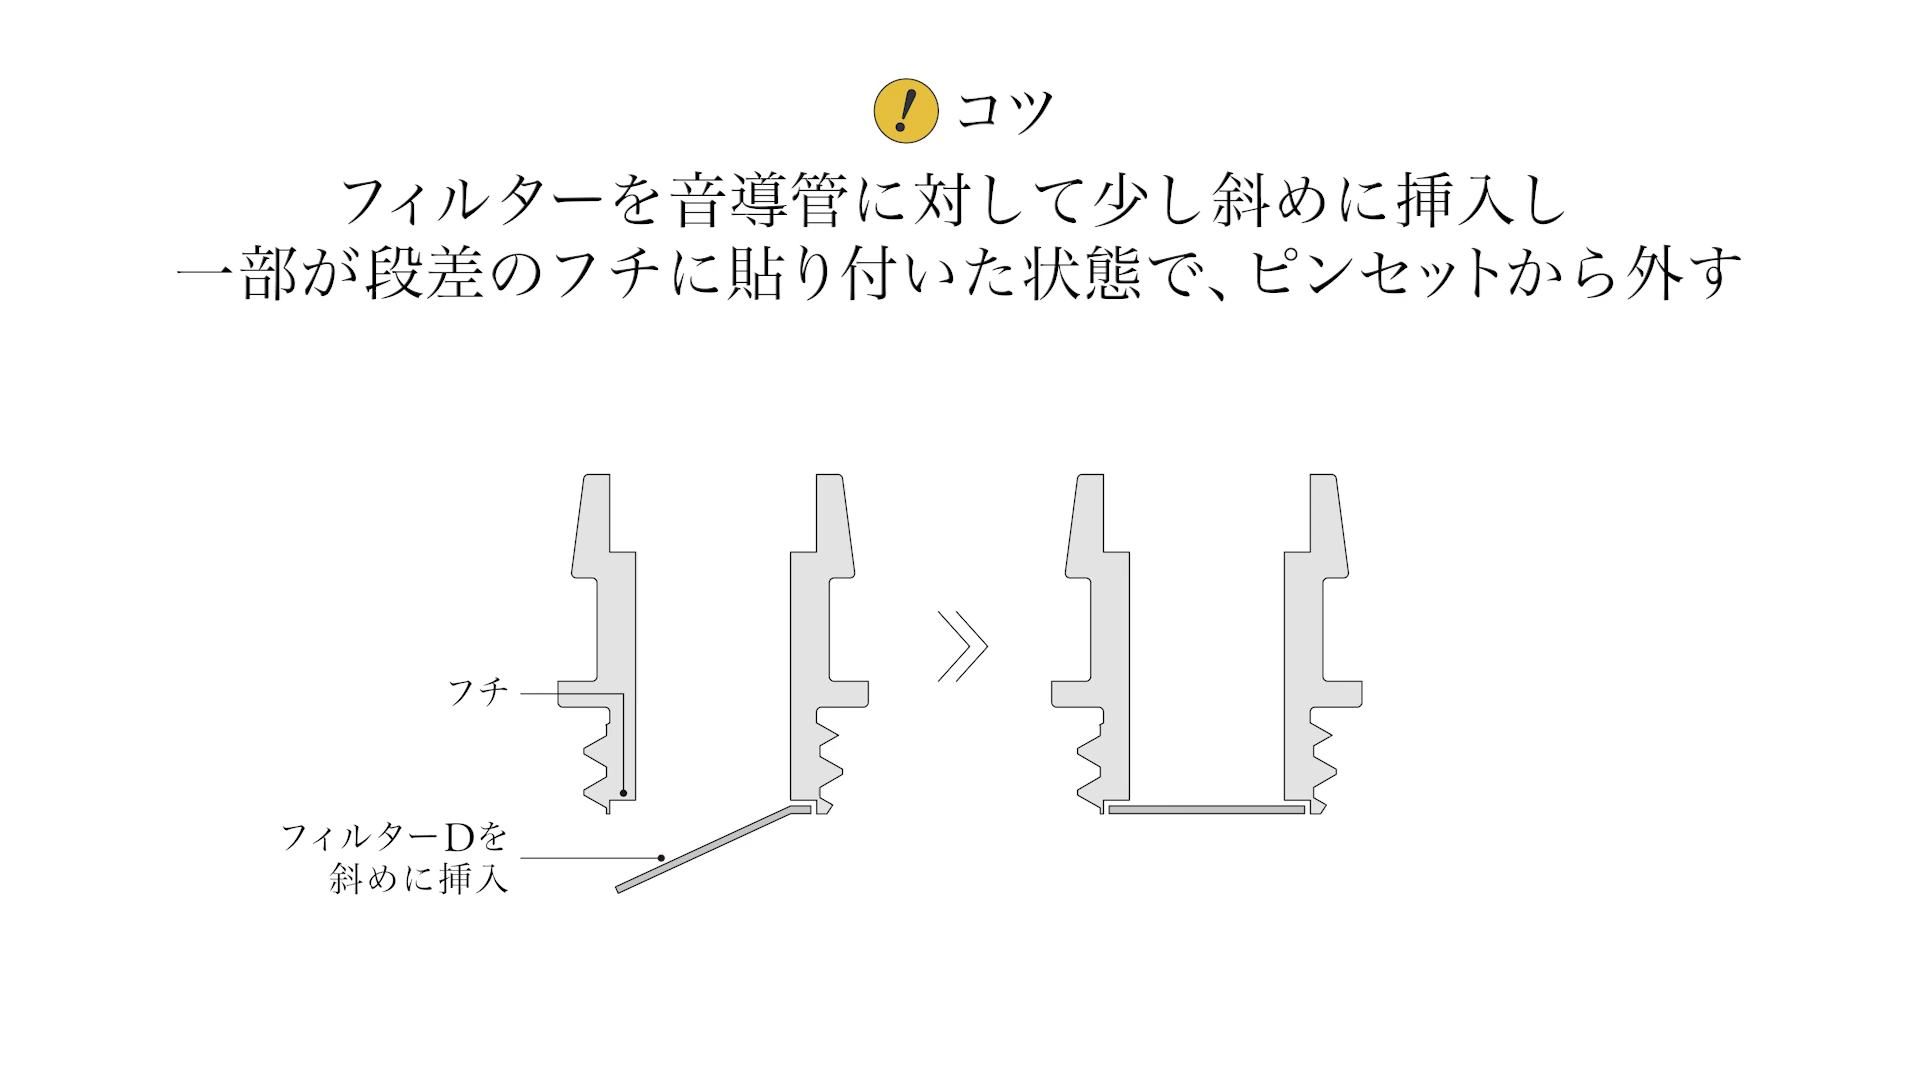 コツ
フィルターを音導管に対して少し斜めに挿入し
一部が段差のフチに貼り付いた状態で、ピンセットから外す
フチ
フィルターDを
斜めに挿入